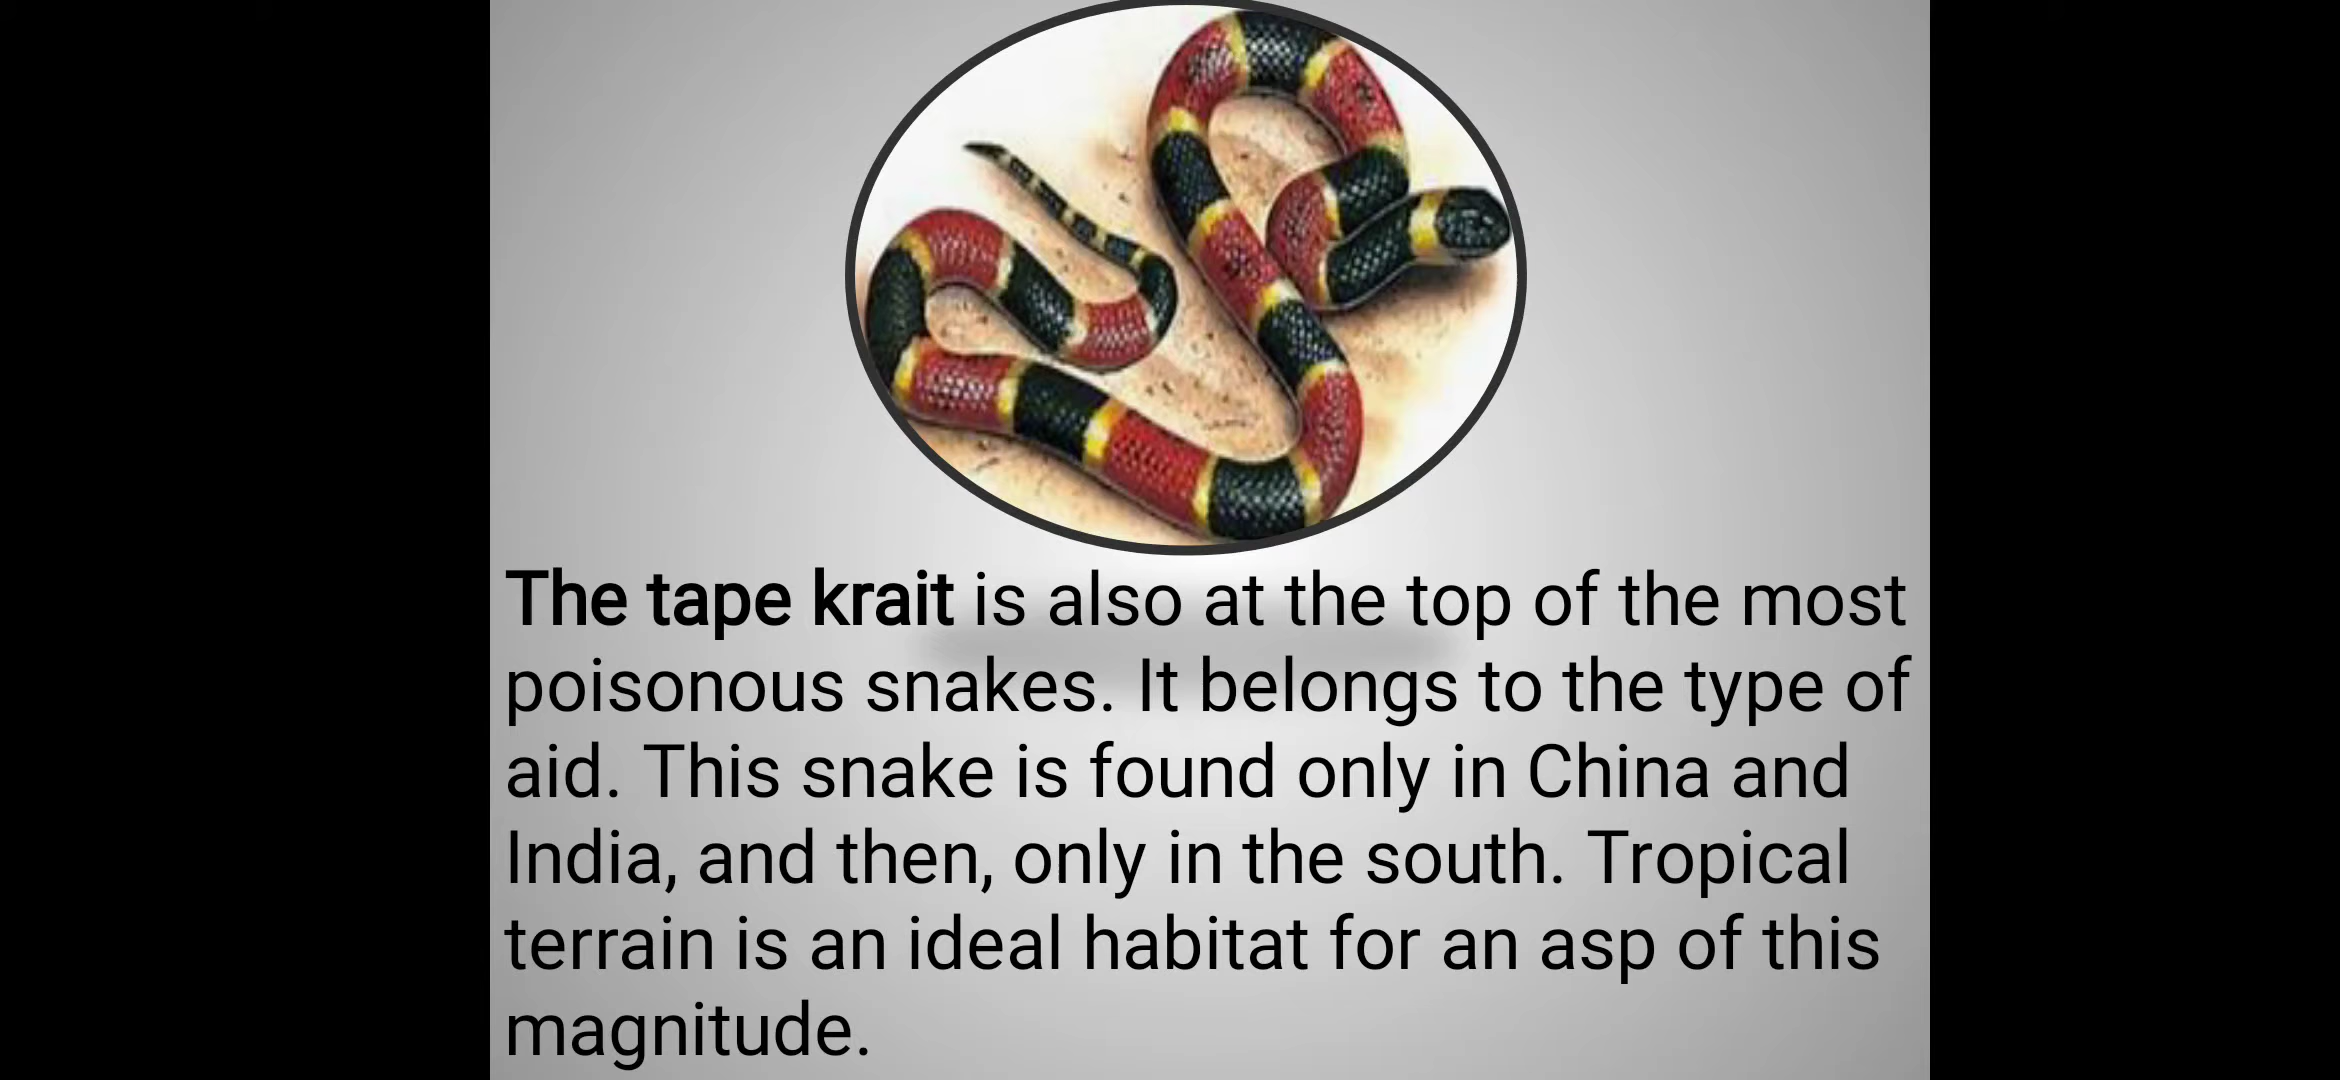 The tape krait is also at the top of the most
poisonous snakes. It belongs to the type of
aid. This snake is found only in China and
India, and then, only in the south. Tropical
terrain is an ideal habitat for an asp of this
magnitude.